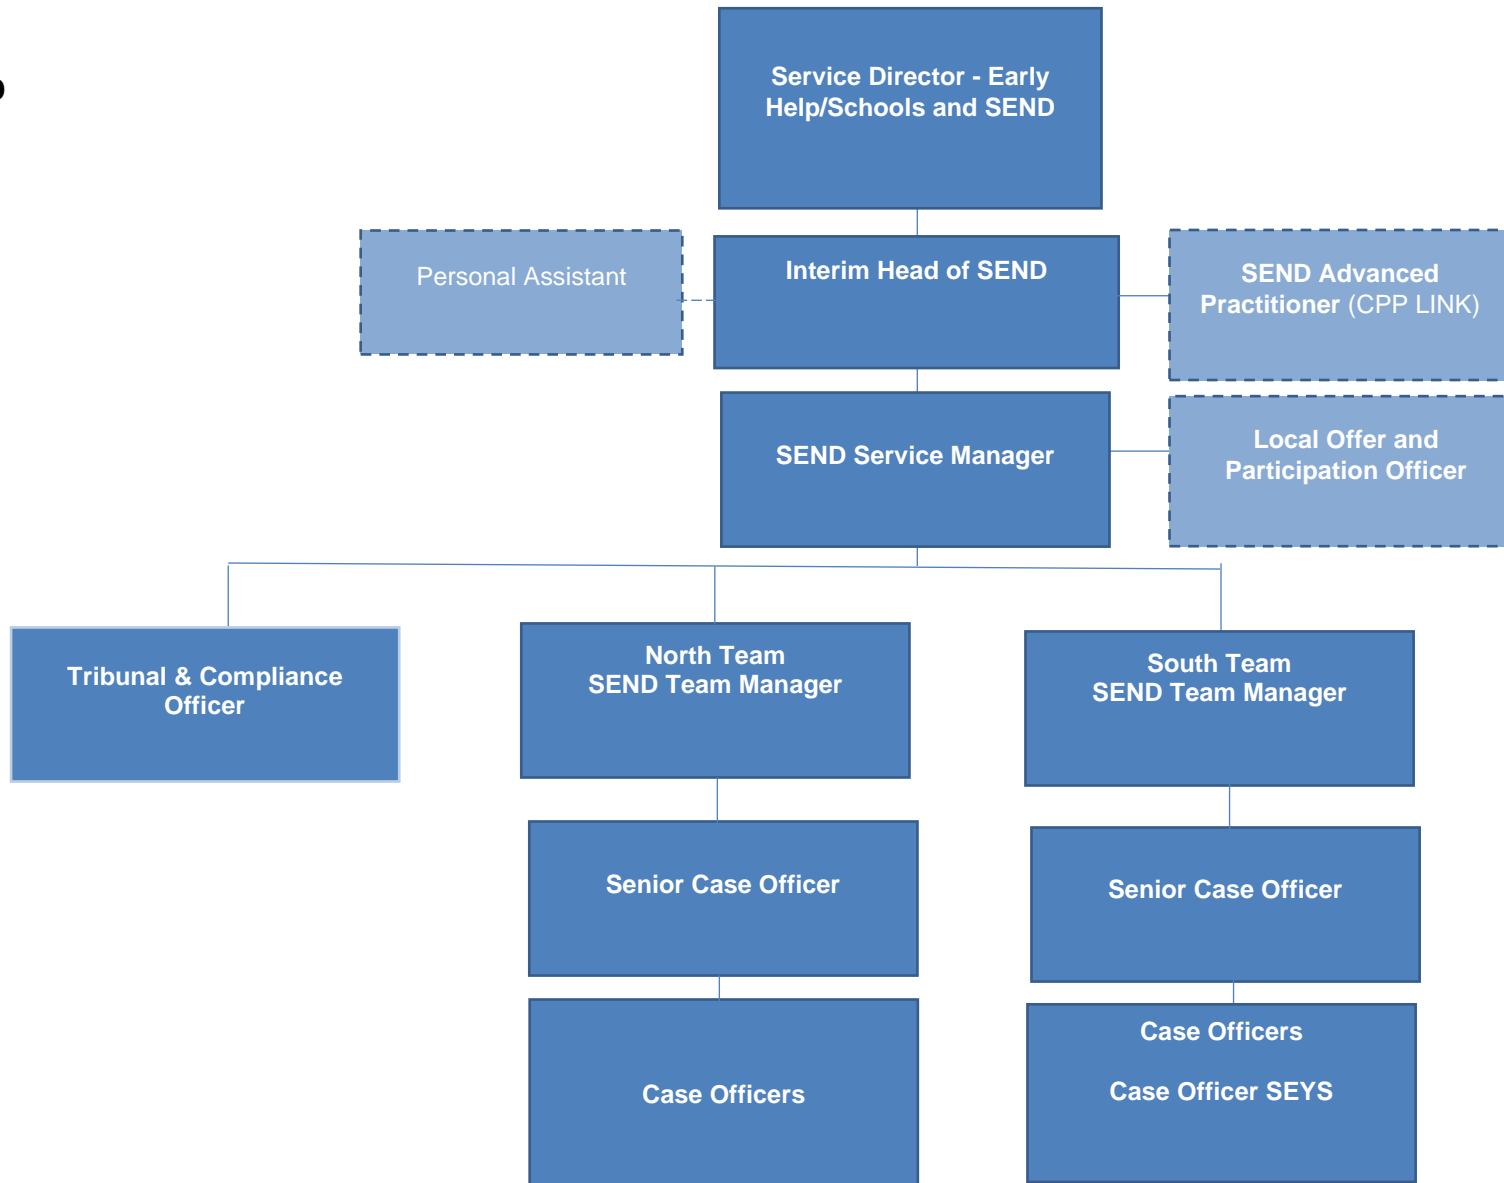 Service Director - Early
Help/Schools and SEND
Personal Assistant
Interim Head of SEND
SEND Advanced
Practitioner (CPP LINK)
SEND Service Manager
Local Offer and
Participation Officer
Tribunal & Compliance
Officer
North Team
SEND Team Manager
South Team
SEND Team Manager
Senior Case Officer
Senior Case Officer
Case Officers
Case Officers
Case Officer SEYS